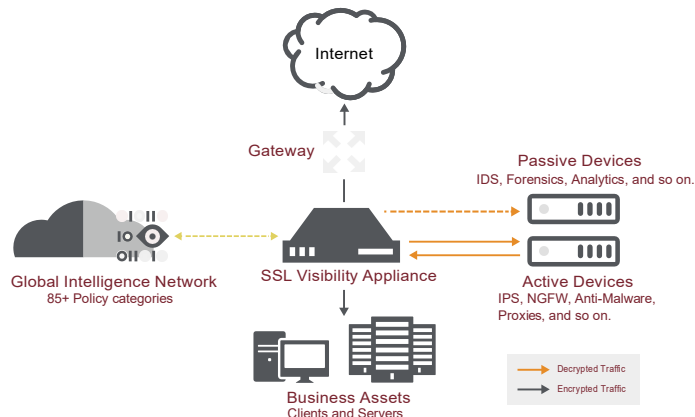 Internet
Gateway
Passive Devices
IDS, Forensics, Analytics, and so on.
Global Intelligence Network
85+ Policy categories
SSL Visibility Appliance
Active Devices
IPS, NGFW, Anti-Malware,
Proxies, and so on.
Business Assets
Clients and Servers
Decrypted Traffic
Encrypted Traffic